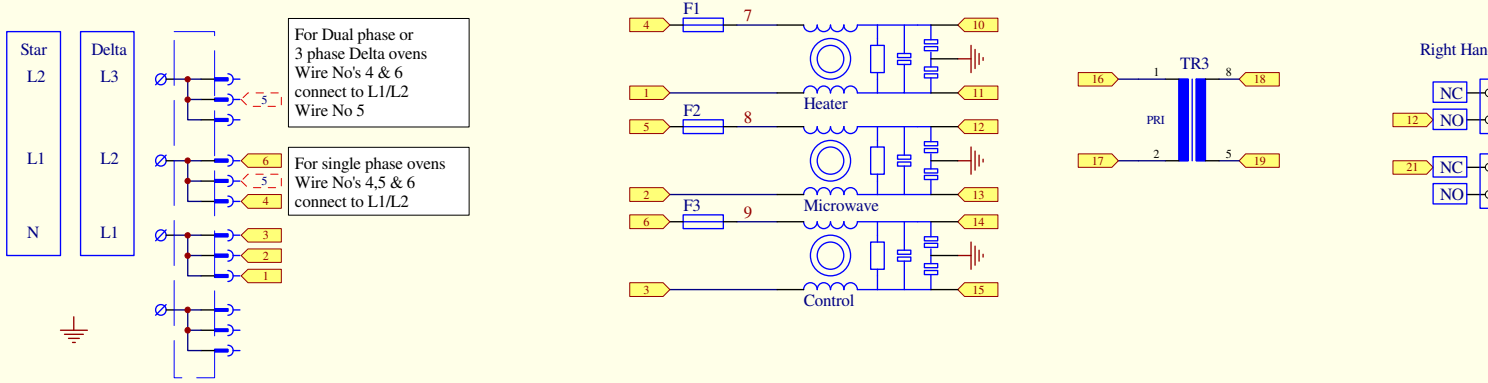 Star
L2
L1
N
Delta
L3
L2
L1
5
6
5
4
3
2
1
For Dual phase or
3 phase Delta ovens
Wire No's 4 & 6
connect to L1/L2
Wire No 5
For single phase ovens
Wire No's 4,5 & 6
connect to L1/L2
4
F1
7
10
1
Heater
11
5
F2
8
12
2
Microwave
13
6
F3
9
14
3
Control
15
TR3
16
1
8
18
PRI
17
2
5
19
Right Han
NC
12
NO
21
NC
NO